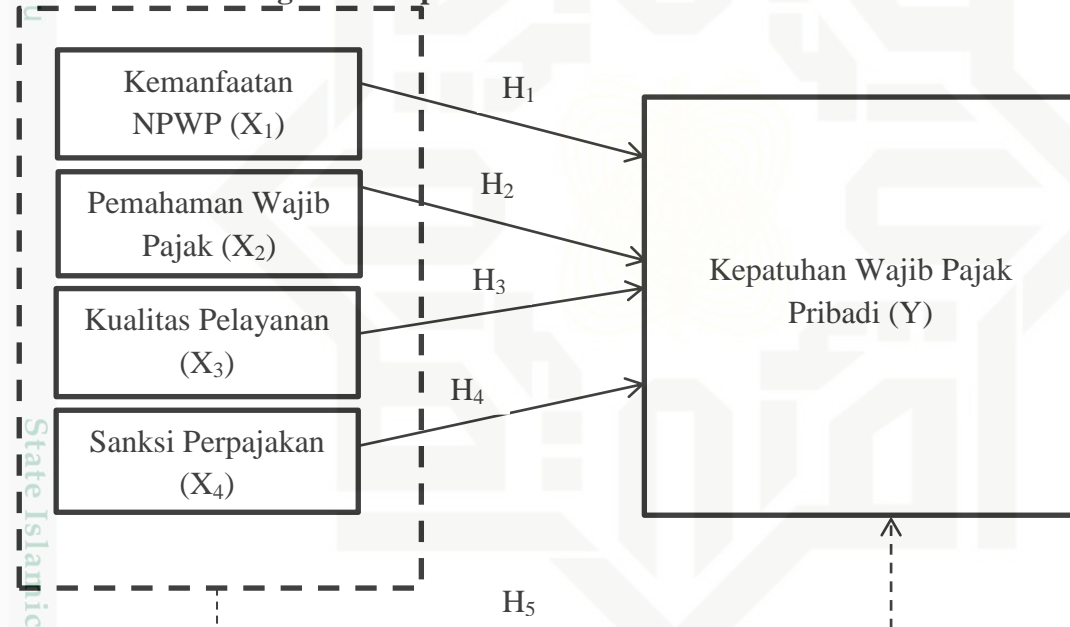 Kemanfaatan
NPWP (X₁)
Pemahaman Wajib
Pajak (X₂)
Kualitas Pelayanan
(X₃)
Sanksi Perpajakan
(X₄)
H₁
H₂
H₃
H₄
Kepatuhan Wajib Pajak
Pribadi (Y)
H₅
State Islamic